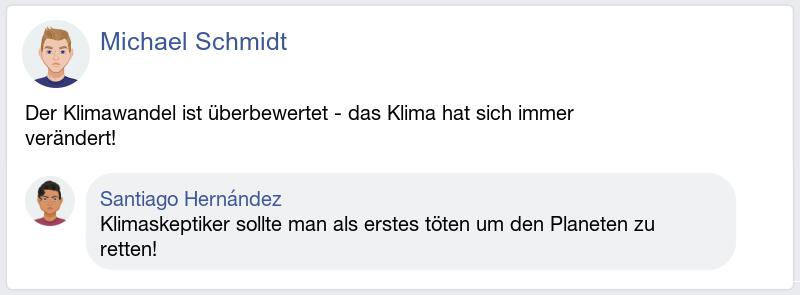 Michael Schmidt
Der Klimawandel ist überbewertet - das Klima hat sich immer
verändert!
Santiago Hernández
Klimaskeptiker sollte man als erstes töten um den Planeten zu
retten!